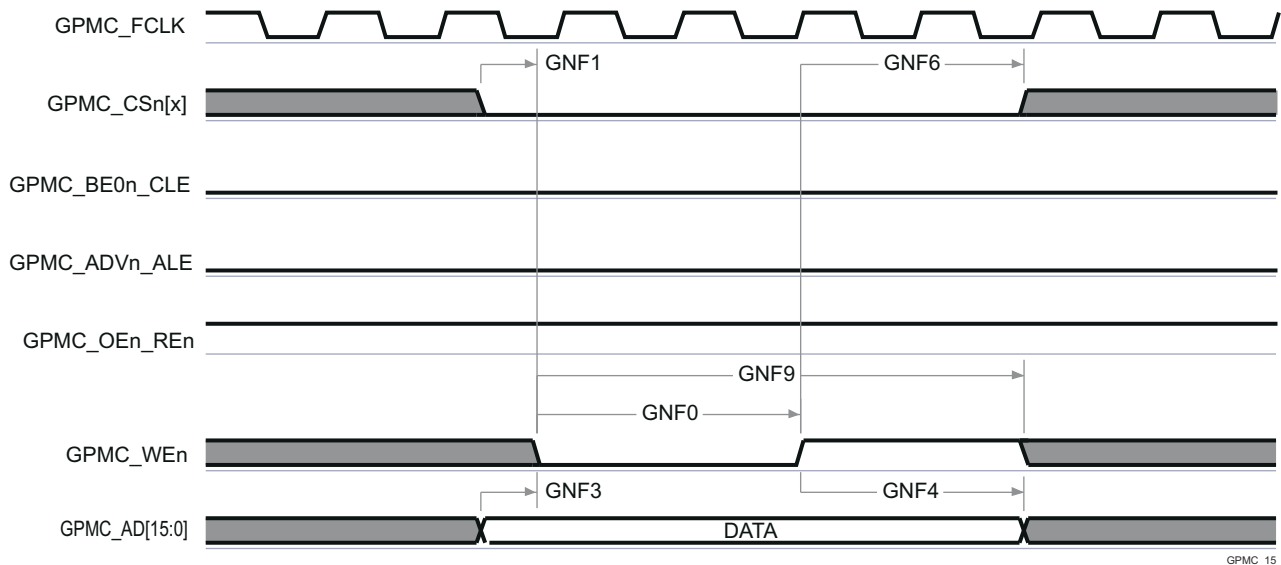 GPMC_FCLK
GNF1
GNF6
GPMC_CSn[x]
GPMC_BE0n_CLE
GPMC_ADVn_ALE
GPMC_OEn_REn
GNF9
GNF0
GPMC_WEn
GNF3
GNF4
GPMC_AD[15:0]
DATA
GPMC_15